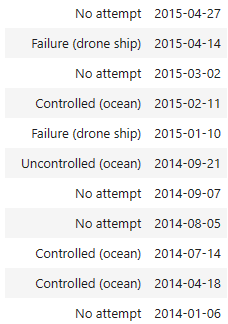 No attempt 2015-04-27
Failure (drone ship) 2015-04-14
No attempt 2015-03-02
Controlled (ocean) 2015-02-11
Failure (drone ship) 2015-01-10
Uncontrolled (ocean) 2014-09-21
No attempt 2014-09-07
No attempt 2014-08-05
Controlled (ocean) 2014-07-14
Controlled (ocean) 2014-04-18
No attempt 2014-01-06